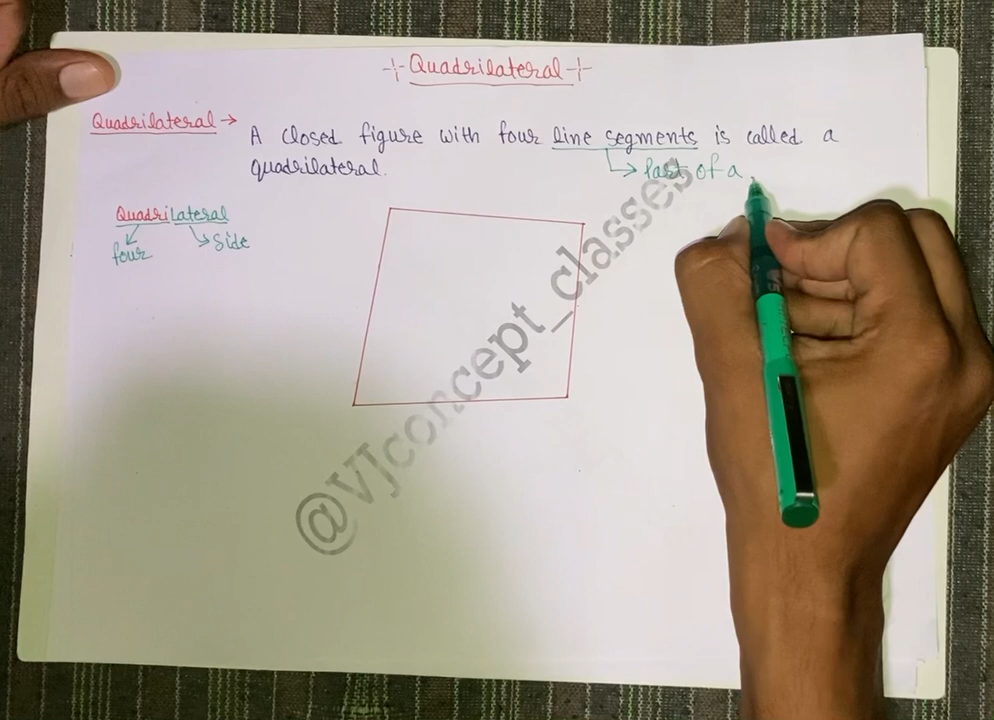 Quadrilateral
Quadrilateral → A closed figure with four line segments is called a
quadrilateral.
Part of a
Quadrilateral
four
Side
@VJconcept_classes